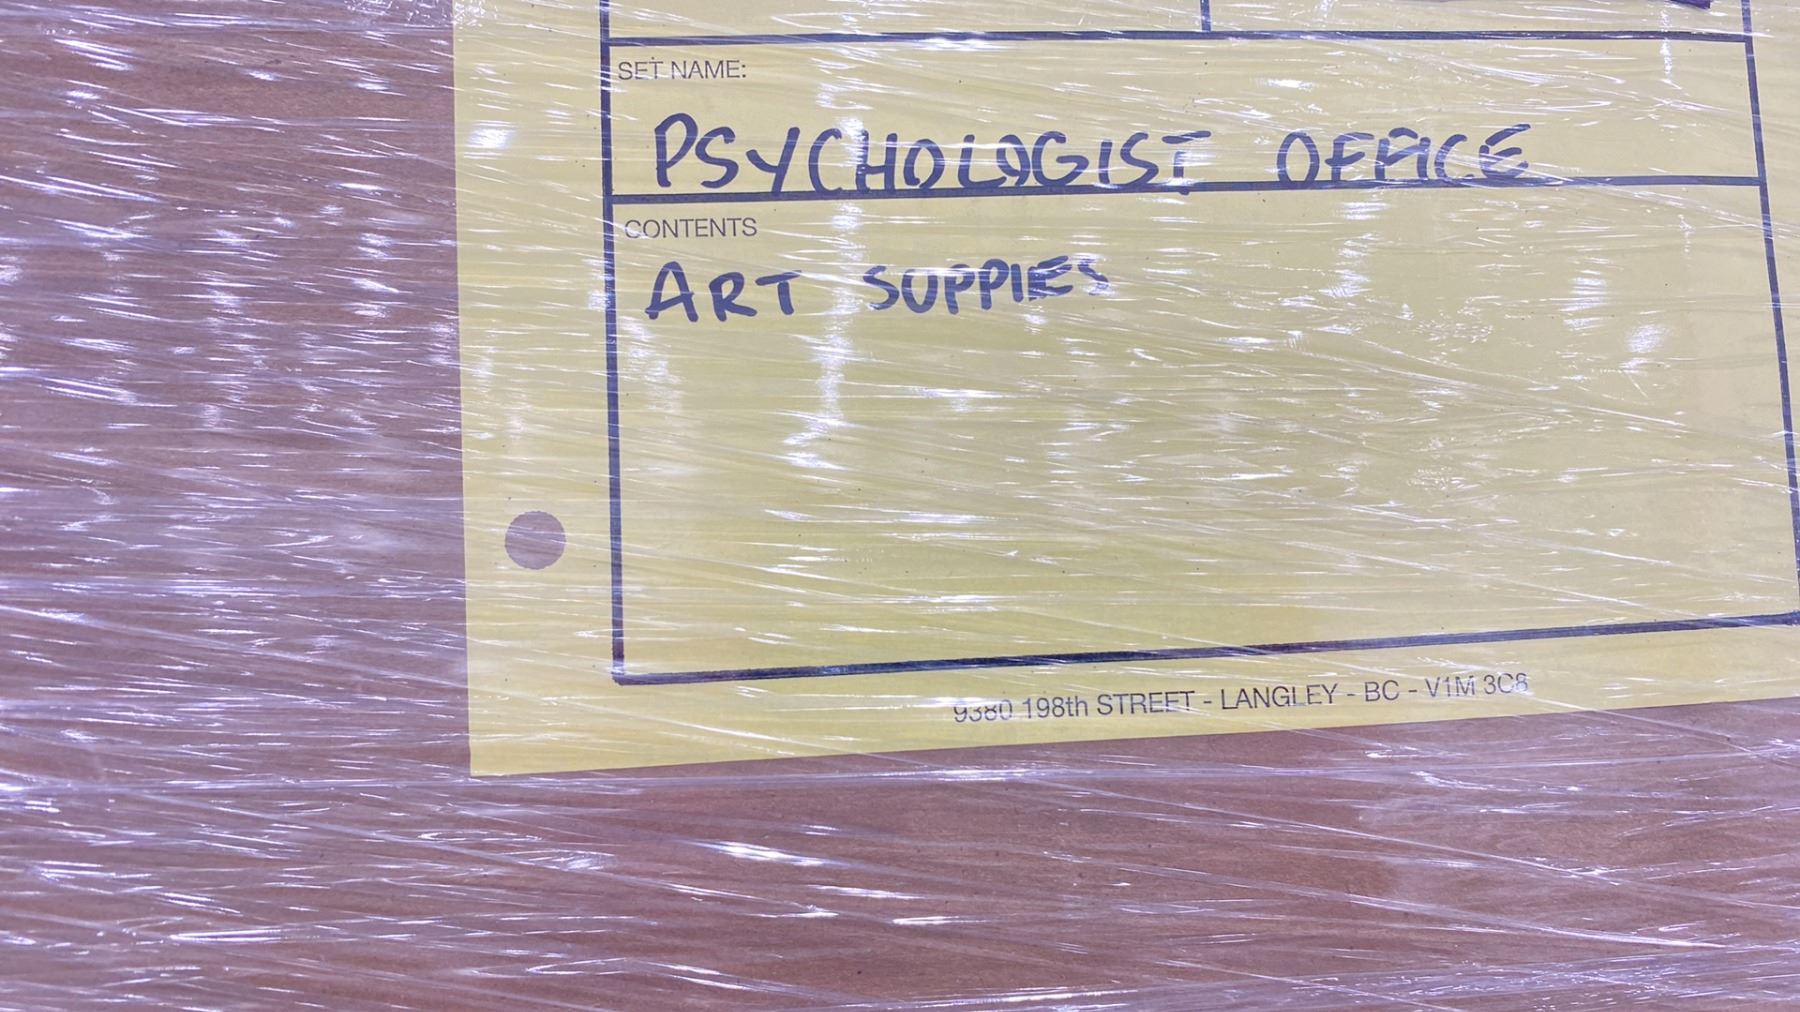 SET NAME:
PSYCHOLOGIST OFFICE
CONTENTS
ART SUPPIES
9380 198th STREET - LANGLEY - BC - V1M 3C8